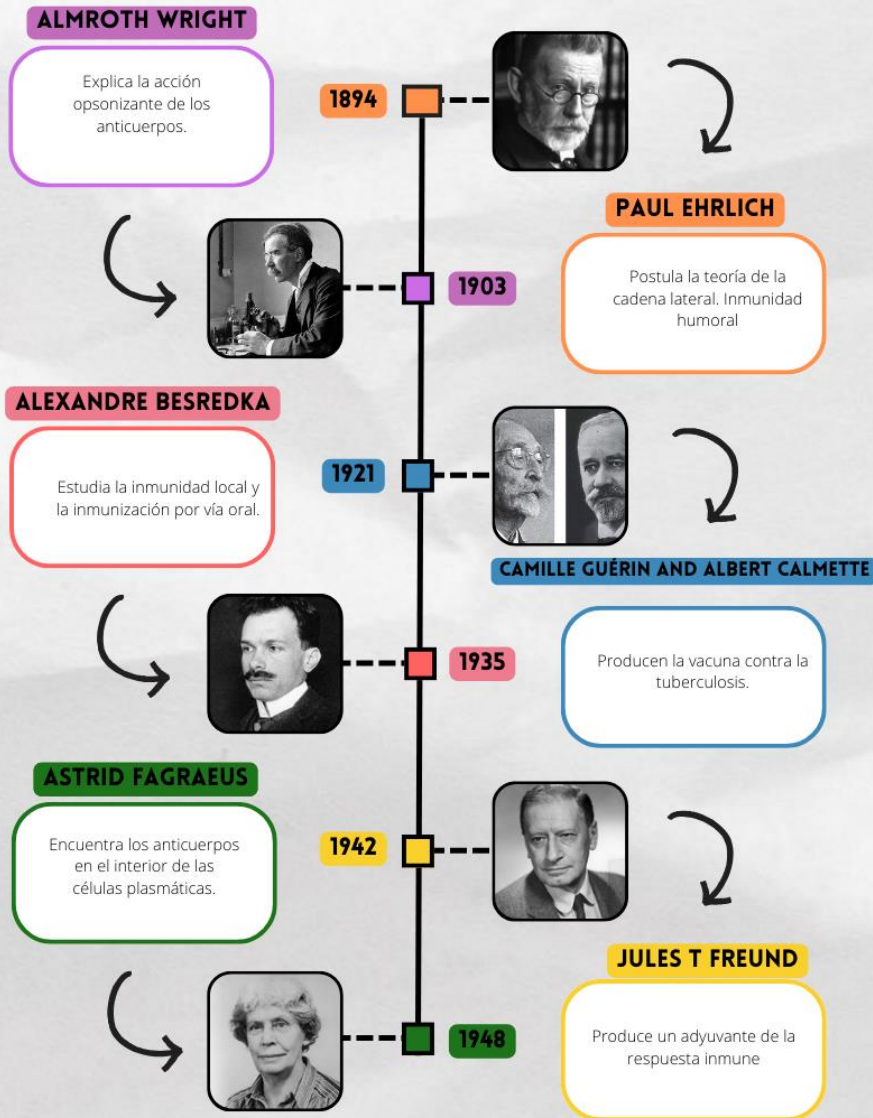 ALMROTH WRIGHT
Explica la acción
opsonizante de los
anticuerpos.
1894
PAUL EHRLICH
Postula la teoría de la
cadena lateral. Inmunidad
humoral
1903
ALEXANDRE BESREDKA
Estudia la inmunidad local y
la inmunización por vía oral.
1921
CAMILLE GUÉRIN AND ALBERT CALMETTE
Producen la vacuna contra la
tuberculosis.
1935
ASTRID FAGRAEUS
Encuentra los anticuerpos
en el interior de las
células plasmáticas.
1942
JULES T FREUND
Produce un adyuvante de la
respuesta inmune
1948